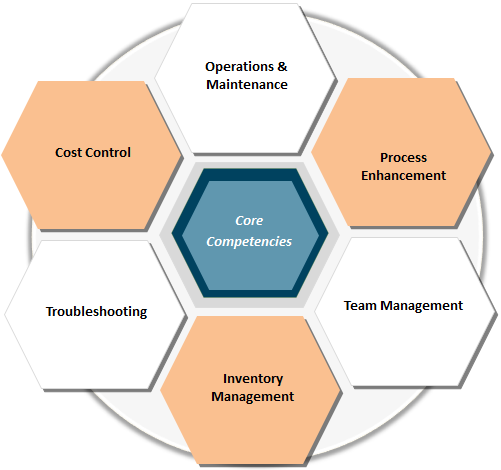 Operations &
Maintenance
Cost Control
Process
Enhancement
Core
Competencies
Troubleshooting
Team Management
Inventory
Management